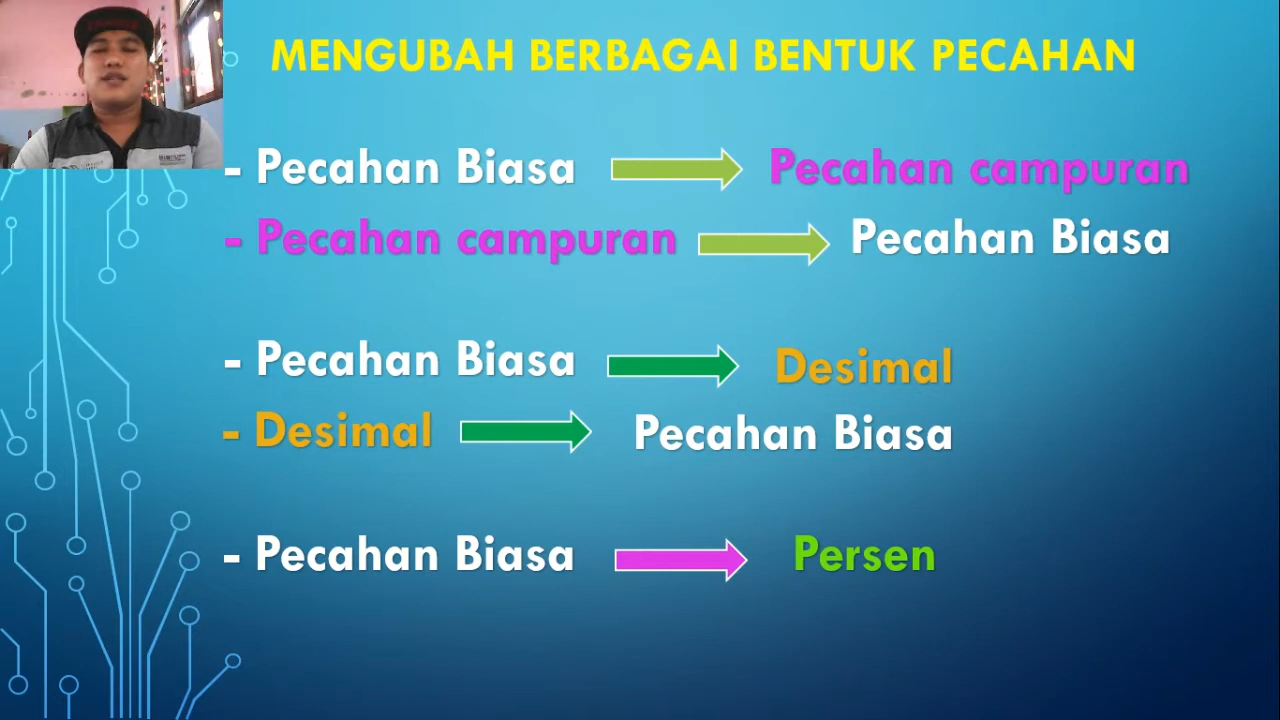 MENGUBAH BERBAGAI BENTUK PECAHAN
- Pecahan Biasa Pecahan campuran
- Pecahan campuran Pecahan Biasa
- Pecahan Biasa Desimal
- Desimal Pecahan Biasa
- Pecahan Biasa Persen